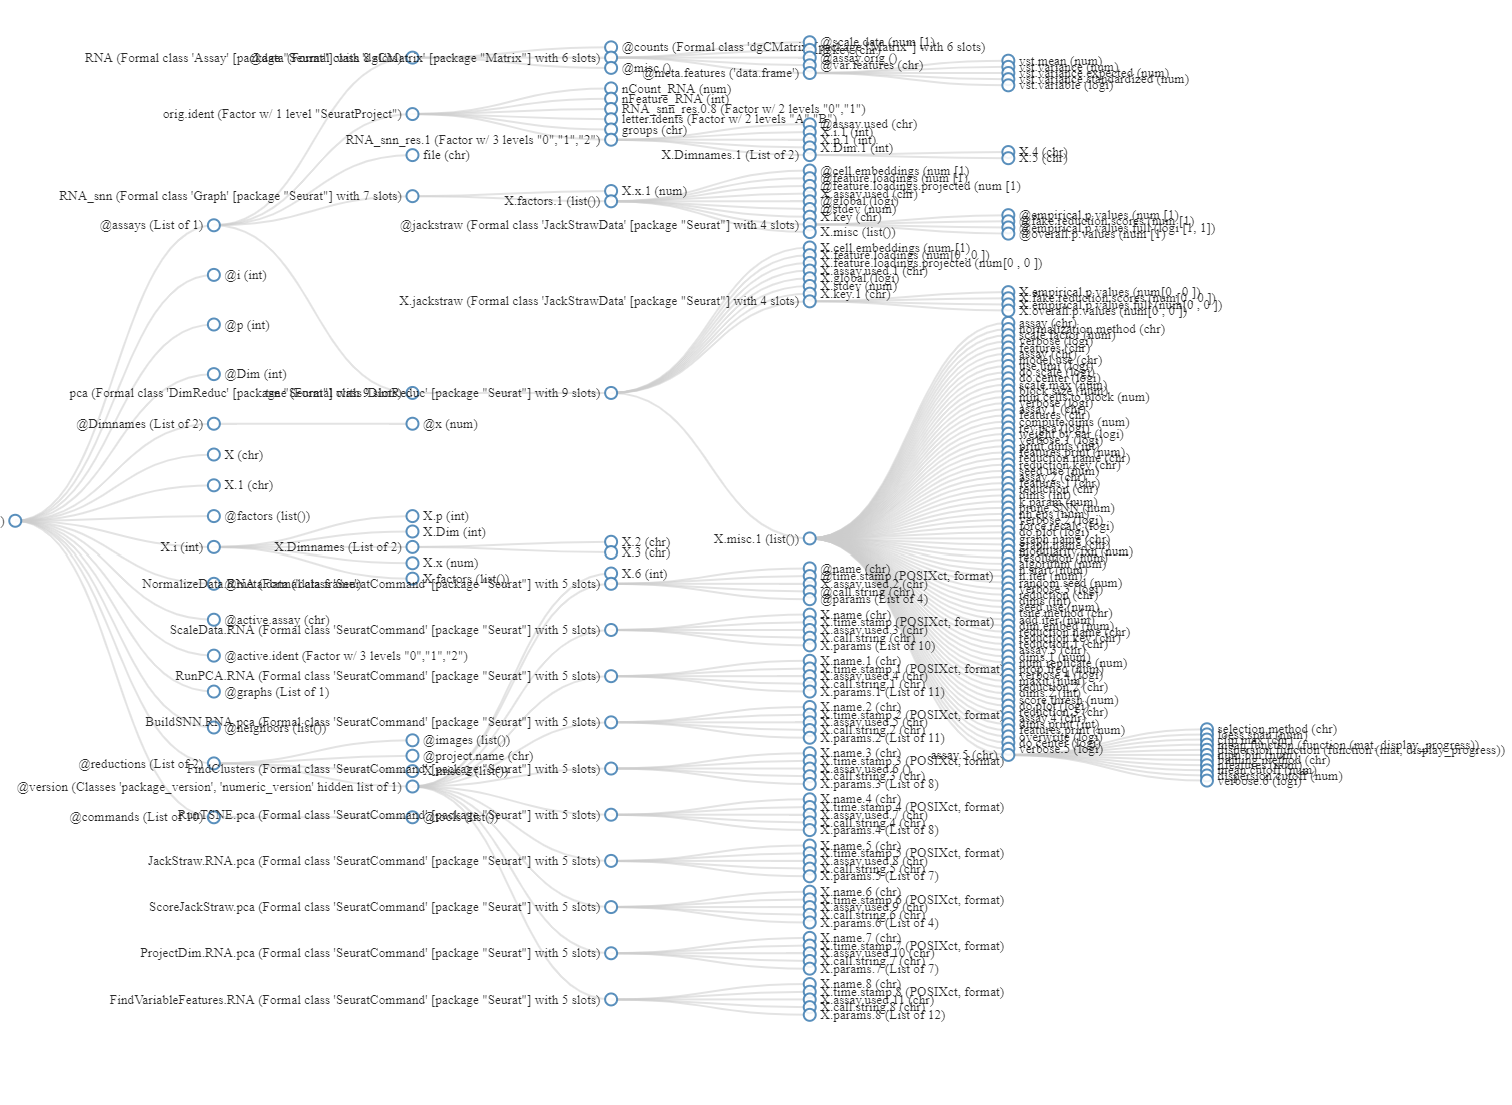 )
@assays (List of 1)
@i (int)
@p (int)
@Dim (int)
@Dimnames (List of 2)
X (chr)
X.1 (chr)
@factors (list())
X.i (int)
@active.assay (chr)
@active.ident (Factor w/ 3 levels "0","1","2")
@graphs (List of 1)
@neighbors (list())
@reductions (List of 2)
@version (Classes 'package_version', 'numeric_version' hidden list of 1)
@commands (List of 10)
RNA (Formal class 'Assay' [package "Seurat"] with 8 slots)
orig.ident (Factor w/ 1 level "SeuratProject")
file (chr)
RNA_snn (Formal class 'Graph' [package "Seurat"] with 7 slots)
pca (Formal class 'DimReduc' [package "Seurat"] with 9 slots)
@x (num)
X.p (int)
X.Dim (int)
X.Dimnames (List of 2)
X.x (num)
X.factors (list())
@images (list())
@project.name (chr)
X.misc.2 (list())
@tools (list())
@counts (Formal class 'dgCMatrix' [package "Matrix"] with 6 slots)
@misc ()
nCount_RNA (num)
nFeature_RNA (int)
RNA_snn_res.0.8 (Factor w/ 2 levels "0","1")
letter.idents (Factor w/ 2 levels "A","B")
groups (chr)
RNA_snn_res.1 (Factor w/ 3 levels "0","1","2")
X.x.1 (num)
X.factors.1 (list())
tsne (Formal class 'DimReduc' [package "Seurat"] with 9 slots)
X.2 (chr)
X.3 (chr)
X.6 (int)
NormalizeData.RNA (Formal class 'SeuratCommand' [package "Seurat"] with 5 slots)
ScaleData.RNA (Formal class 'SeuratCommand' [package "Seurat"] with 5 slots)
RunPCA.RNA (Formal class 'SeuratCommand' [package "Seurat"] with 5 slots)
BuildSNN.RNA.pca (Formal class 'SeuratCommand' [package "Seurat"] with 5 slots)
FindClusters (Formal class 'SeuratCommand' [package "Seurat"] with 5 slots)
RunTSNE.pca (Formal class 'SeuratCommand' [package "Seurat"] with 5 slots)
JackStraw.RNA.pca (Formal class 'SeuratCommand' [package "Seurat"] with 5 slots)
ScoreJackStraw.pca (Formal class 'SeuratCommand' [package "Seurat"] with 5 slots)
ProjectDim.RNA.pca (Formal class 'SeuratCommand' [package "Seurat"] with 5 slots)
FindVariableFeatures.RNA (Formal class 'SeuratCommand' [package "Seurat"] with 5 slots)
@scale.data (num [1)
@assay.orig ()
@var.features (chr)
@meta.features ('data.frame')
@assay.used (chr)
X.i.1 (int)
X.p.1 (int)
X.Dim.1 (int)
X.Dimnames.1 (List of 2)
@cell.embeddings (num [1)
@feature.loadings (num [1)
@feature.loadings.projected (num [1)
X.assay.used (chr)
@global (logi)
@stdev (num)
X.key (chr)
@jackstraw (Formal class 'JackStrawData' [package "Seurat"] with 4 slots)
X.misc (list())
X.cell.embeddings (num [1)
X.feature.loadings (num[0 , 0 ])
X.feature.loadings.projected (num[0 , 0 ])
X.assay.used.1 (chr)
X.global (logi)
X.stdev (num)
X.key.1 (chr)
X.jackstraw (Formal class 'JackStrawData' [package "Seurat"] with 4 slots)
X.misc.1 (list())
@name (chr)
@time.stamp (POSIXct, format)
X.assay.used.2 (chr)
@call.string (chr)
@params (List of 4)
X.name (chr)
X.time.stamp (POSIXct, format)
X.assay.used.3 (chr)
X.call.string (chr)
X.params (List of 10)
X.name.1 (chr)
X.time.stamp.1 (POSIXct, format)
X.assay.used.4 (chr)
X.call.string.1 (chr)
X.params.1 (List of 11)
X.name.2 (chr)
X.time.stamp.2 (POSIXct, format)
X.assay.used.5 (chr)
X.call.string.2 (chr)
X.params.2 (List of 11)
X.name.3 (chr)
X.time.stamp.3 (POSIXct, format)
X.assay.used.6 ()
X.call.string.3 (chr)
X.params.3 (List of 8)
X.name.4 (chr)
X.time.stamp.4 (POSIXct, format)
X.assay.used.7 (chr)
X.call.string.4 (chr)
X.params.4 (List of 8)
X.name.5 (chr)
X.time.stamp.5 (POSIXct, format)
X.assay.used.8 (chr)
X.call.string.5 (chr)
X.params.5 (List of 7)
X.name.6 (chr)
X.time.stamp.6 (POSIXct, format)
X.assay.used.9 (chr)
X.call.string.6 (chr)
X.params.6 (List of 4)
X.name.7 (chr)
X.time.stamp.7 (POSIXct, format)
X.assay.used.10 (chr)
X.call.string.7 (chr)
X.params.7 (List of 7)
X.name.8 (chr)
X.time.stamp.8 (POSIXct, format)
X.assay.used.11 (chr)
X.call.string.8 (chr)
X.params.8 (List of 12)
vst.mean (num)
vst.variance (num)
vst.variance.expected (num)
vst.variance.standardized (num)
vst.variable (logi)
X.4 (chr)
X.5 (chr)
@empirical.p.values (num [1)
@fake.reduction.scores (num [1)
@empirical.p.values.full (logi [1, 1])
@overall.p.values (num [1)
X.empirical.p.values (num[0 , 0 ])
X.fake.reduction.scores (num[0 , 0 ])
X.empirical.p.values.full (num[0 , 0 ])
X.overall.p.values (num[0 , 0 ])
assay (chr)
normalization.method (chr)
scale.factor (num)
verbose (logi)
features (chr)
model.use (chr)
use.umi (logi)
do.scale (logi)
do.center (logi)
scale.max (num)
block.size (num)
min.cells.to.block (num)
assay.1 (chr)
compute.dims (num)
rev.pca (logi)
weight.by.var (logi)
print.dims (int)
features.print (num)
reduction.name (chr)
reduction.key (chr)
seed.use (num)
assay.2 (chr)
features.1 (chr)
reduction (chr)
dims (int)
k.param (num)
prune.SNN (num)
nn.eps (num)
verbose.2 (logi)
force.recalc (logi)
do.plot (logi)
graph.name (chr)
modularity.fxn (num)
resolution (num)
algorithm (num)
n.start (num)
n.iter (num)
random.seed (num)
verbose.3 (logi)
tsne.method (chr)
add.iter (num)
dim.embed (num)
reduction.1 (chr)
assay.3 (chr)
dims.1 (num)
num.replicate (num)
prop.freq (num)
verbose.4 (logi)
maxit (num)
reduction.2 (chr)
dims.2 (int)
score.thresh (num)
reduction.3 (chr)
assay.4 (chr)
dims.print (int)
features.print (num)
overwrite (logi)
do.center (logi)
verbose.5 (logi)
assay.5 (chr)
selection.method (chr)
loess.span (num)
clip.max (chr)
mean.function (function (mat, display_progress))
dispersion.function (function (mat, display_progress))
num.bin (num)
binning.method (chr)
nfeatures (num)
mean.cutoff (num)
dispersion.cutoff (num)
verbose.6 (logi)